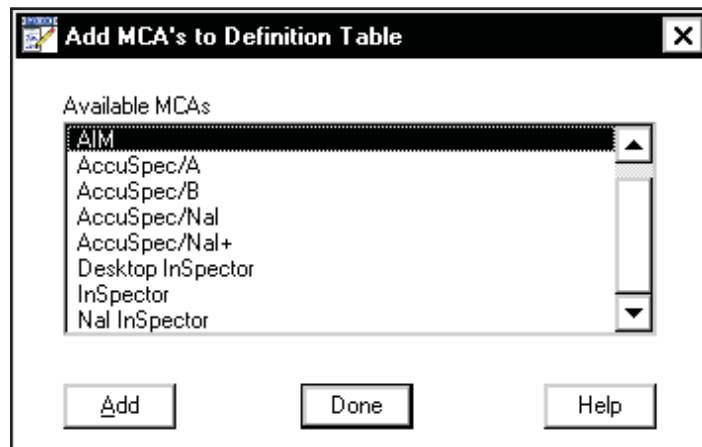 Add MCA's to Definition Table
Available MCAs
AIM
AccuSpec/A
AccuSpec/B
AccuSpec/NaI
AccuSpec/NaI+
Desktop InSpector
InSpector
NaI InSpector
Add
Done
Help